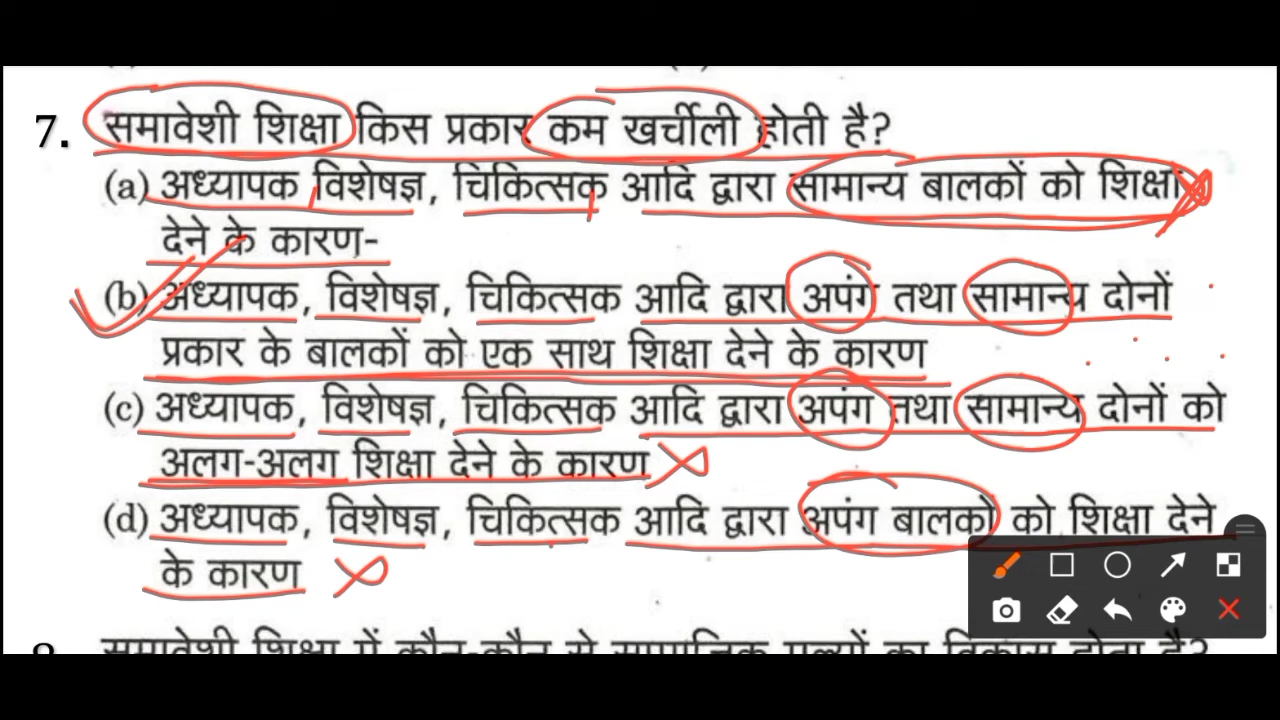 7. समावेशी शिक्षा किस प्रकार कम खर्चीली होती है?
(a) अध्यापक, विशेषज्ञ, चिकित्सक आदि द्वारा सामान्य बालकों को शिक्षा
देने के कारण-
(b) अध्यापक, विशेषज्ञ, चिकित्सक आदि द्वारा अपंग तथा सामान्य दोनों
प्रकार के बालकों को एक साथ शिक्षा देने के कारण
(c) अध्यापक, विशेषज्ञ, चिकित्सक आदि द्वारा अपंग तथा सामान्य दोनों को
अलग-अलग शिक्षा देने के कारण
(d) अध्यापक, विशेषज्ञ, चिकित्सक आदि द्वारा अपंग बालकों को शिक्षा देने
के कारण
8. समावेशी शिक्षा में कौन-कौन से सामाजिक मूल्यों का विकास होता है?